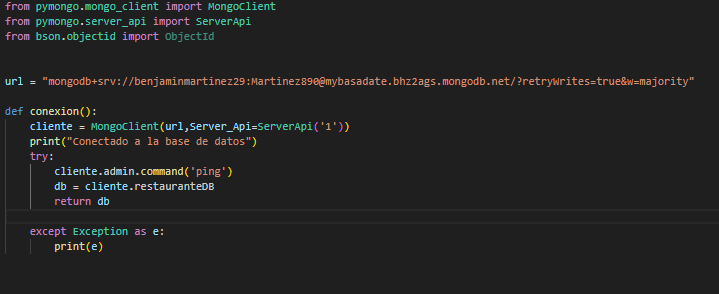 from pymongo.mongo_client import MongoClient
from pymongo.server_api import ServerApi
from bson.objectid import ObjectId
url = "mongodb+srv://benjaminmartinez29:Martinez890@mybasadate.bhz2ags.mongodb.net/?retryWrites=true&w=majority"
def conexion():
    cliente = MongoClient(url,Server_Api=ServerApi('1'))
    print("Conectado a la base de datos")
    try:
        cliente.admin.command('ping')
        db = cliente.restauranteDB
        return db
    except Exception as e:
        print(e)